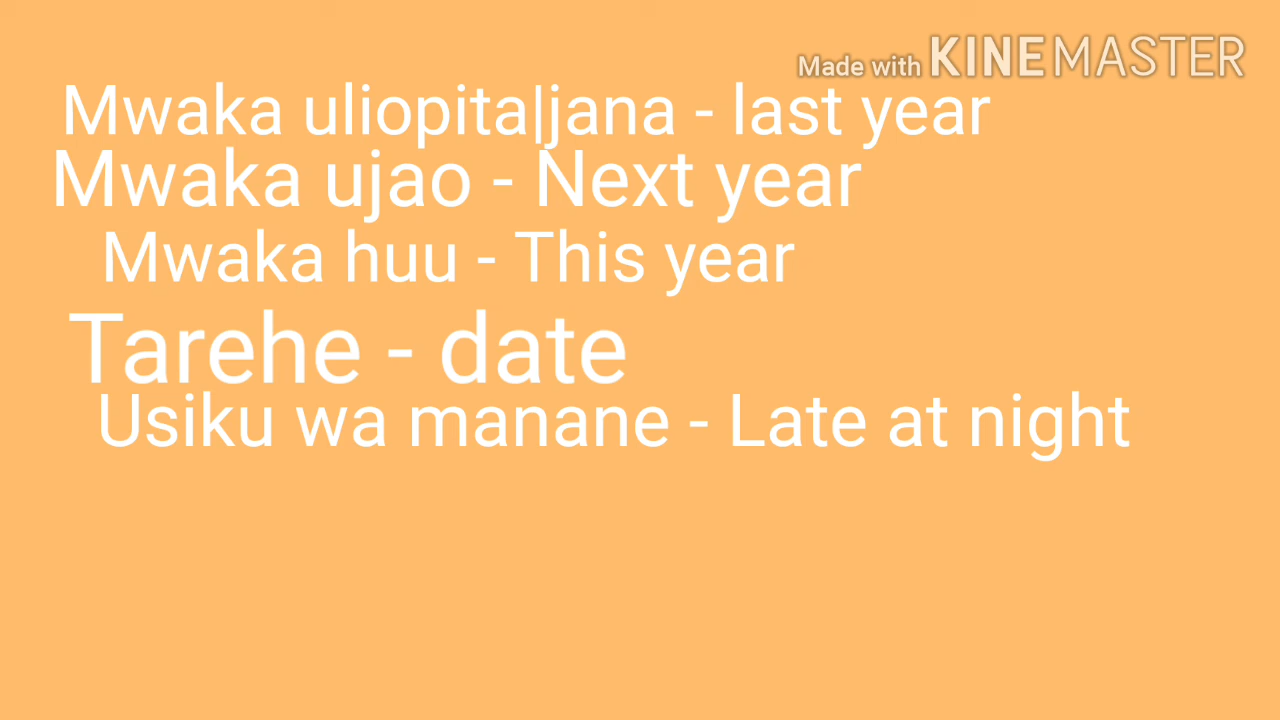 Made with KINEMASTER
Mwaka uliopita|jana - last year
Mwaka ujao - Next year
Mwaka huu - This year
Tarehe - date
Usiku wa manane - Late at night